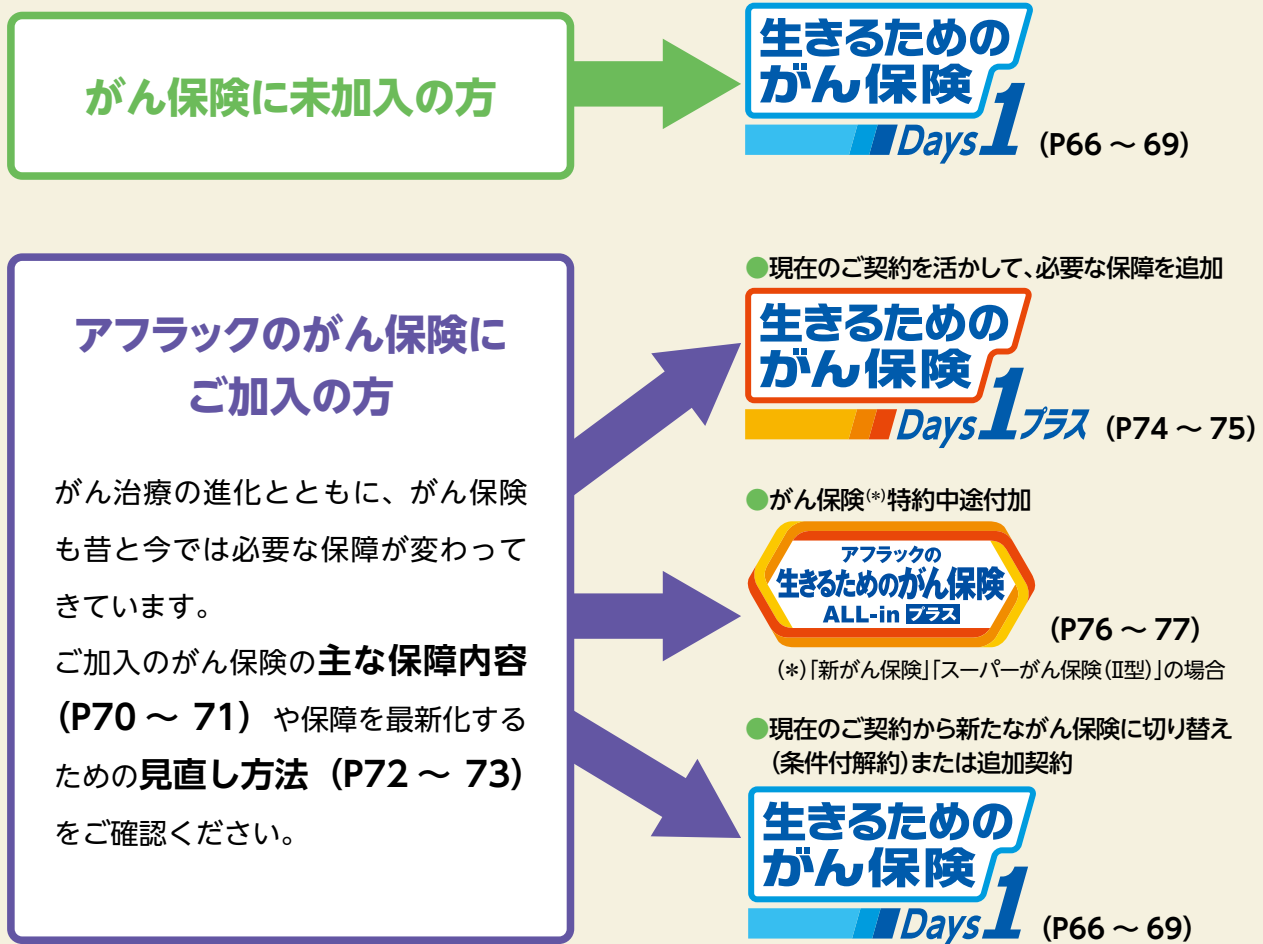 がん保険に未加入の方
生きるための
がん保険
Days1 (P66 ～ 69)
アフラックのがん保険に
ご加入の方
がん治療の進化とともに、がん保険
も昔と今では必要な保障が変わって
きています。
ご加入のがん保険の主な保障内容
(P70 ～ 71) や保障を最新化する
ための見直し方法 (P72 ～ 73)
をご確認ください。
●現在のご契約を活かして、必要な保障を追加
生きるための
がん保険
Days1プラス (P74 ～ 75)
●がん保険(*)特約中途付加
アフラックの
生きるためのがん保険
ALL-in プラス
(P76 ～ 77)
(*)「新がん保険」「スーパーがん保険(Ⅱ型)」の場合
●現在のご契約から新たながん保険に切り替え
(条件付解約)または追加契約
生きるための
がん保険
Days1 (P66 ～ 69)